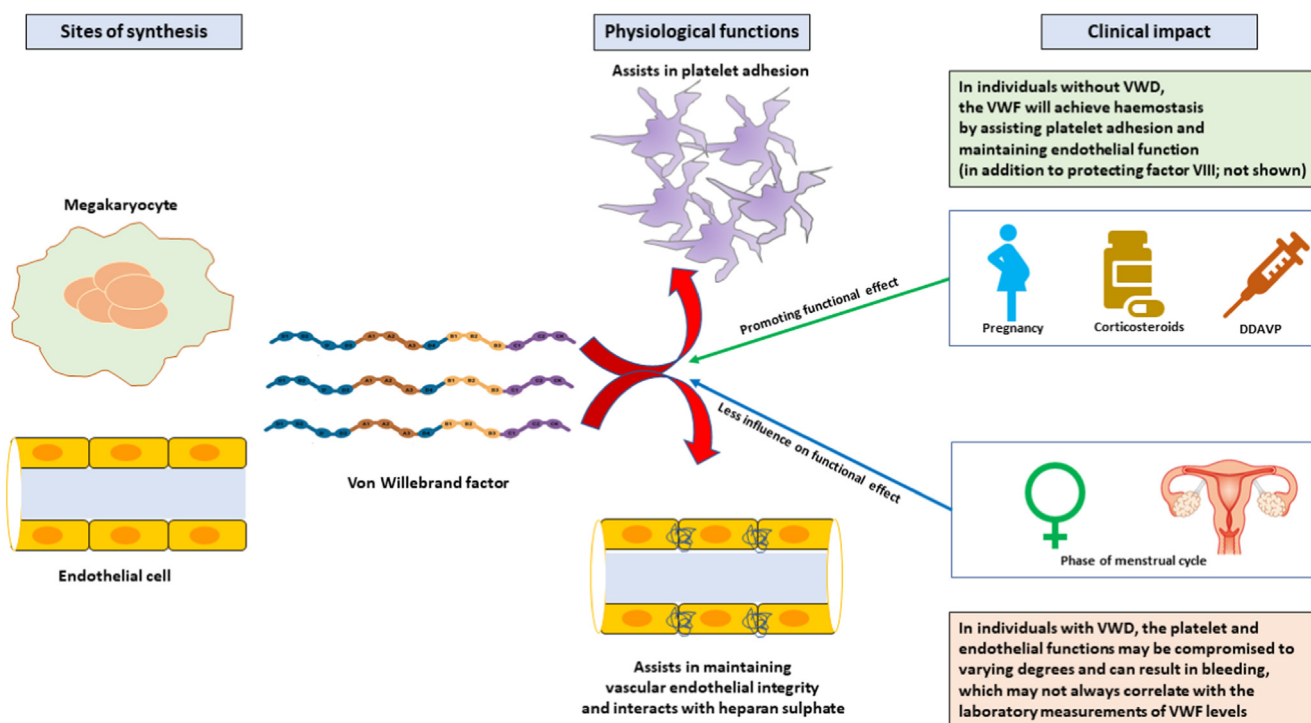 Sites of synthesis
Physiological functions
Clinical impact
Megakaryocyte
Endothelial cell
Von Willebrand factor
Assists in platelet adhesion
Assists in maintaining
vascular endothelial integrity
and interacts with heparan sulphate
Promoting functional effect
Less influence on functional effect
In individuals without VWD,
the VWF will achieve haemostasis
by assisting platelet adhesion and
maintaining endothelial function
(in addition to protecting factor VIII; not shown)
Pregnancy
Corticosteroids
DDAVP
Phase of menstrual cycle
In individuals with VWD, the platelet and
endothelial functions may be compromised to
varying degrees and can result in bleeding,
which may not always correlate with the
laboratory measurements of VWF levels